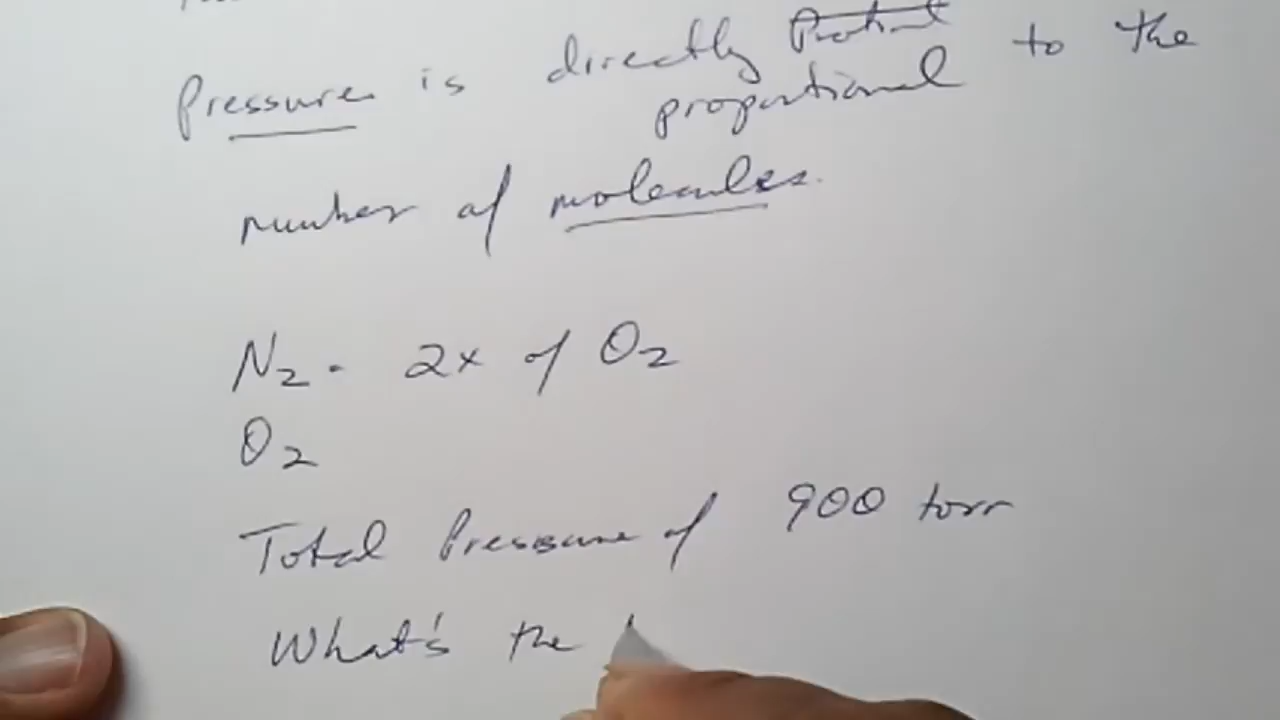 Pressure is directly to the
proportional
number of molecules.
N2 - 2x of O2
O2
Total Pressure of 900 torr
What's the